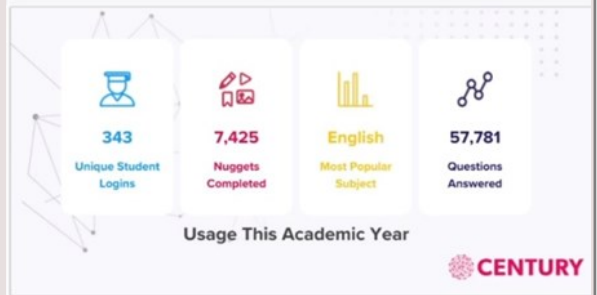 343
Unique Student
Logins
7,425
Nuggets
Completed
English
Most Popular
Subject
57,781
Questions
Answered
Usage This Academic Year
CENTURY